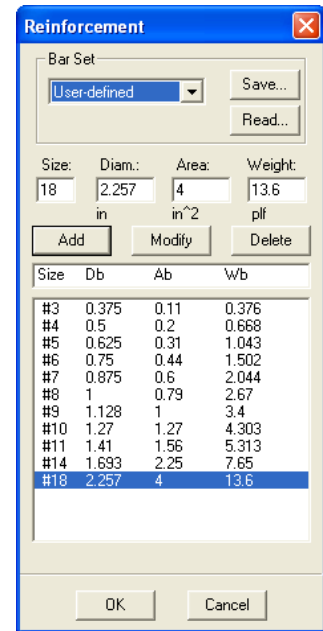 Reinforcement
Bar Set
User-defined
Save...
Read...
Size: Diam.: Area: Weight:
18 2.257 4 13.6
in in^2 plf
Add Modify Delete
Size Db Ab Wb
#3 0.375 0.11 0.376
#4 0.5 0.2 0.668
#5 0.625 0.31 1.043
#6 0.75 0.44 1.502
#7 0.875 0.6 2.044
#8 1 0.79 2.67
#9 1.128 1 3.4
#10 1.27 1.27 4.303
#11 1.41 1.56 5.313
#14 1.693 2.25 7.65
#18 2.257 4 13.6
OK Cancel